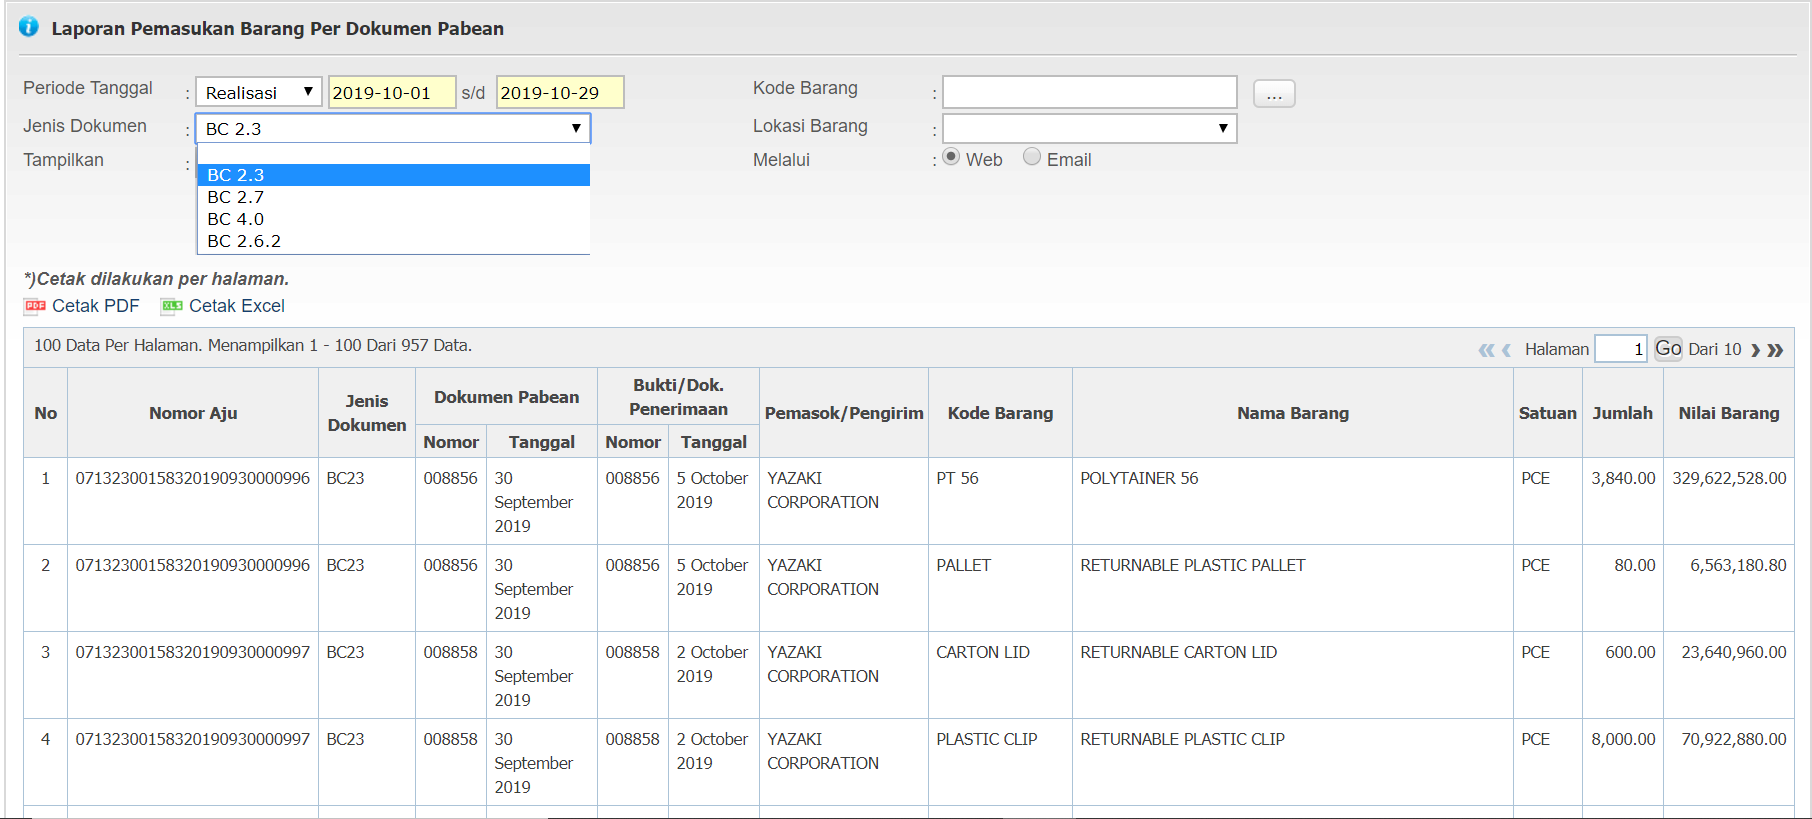 Laporan Pemasukan Barang Per Dokumen Pabean
Periode Tanggal : Realisasi 2019-10-01 s/d 2019-10-29
Jenis Dokumen : BC 2.3
Tampilkan :
BC 2.3
BC 2.7
BC 4.0
BC 2.6.2
Kode Barang : ...
Lokasi Barang :
Melalui : Web Email
*)Cetak dilakukan per halaman.
PDF Cetak PDF XLS Cetak Excel
100 Data Per Halaman. Menampilkan 1 - 100 Dari 957 Data. « ‹ Halaman 1 Go Dari 10 › »
No Nomor Aju Jenis Dokumen Dokumen Pabean Bukti/Dok. Penerimaan Pemasok/Pengirim Kode Barang Nama Barang Satuan Jumlah Nilai Barang
Nomor Tanggal Nomor Tanggal
1 07132300158320190930000996 BC23 008856 30 September 2019 008856 5 October 2019 YAZAKI CORPORATION PT 56 POLYTAINER 56 PCE 3,840.00 329,622,528.00
2 07132300158320190930000996 BC23 008856 30 September 2019 008856 5 October 2019 YAZAKI CORPORATION PALLET RETURNABLE PLASTIC PALLET PCE 80.00 6,563,180.80
3 07132300158320190930000997 BC23 008858 30 September 2019 008858 2 October 2019 YAZAKI CORPORATION CARTON LID RETURNABLE CARTON LID PCE 600.00 23,640,960.00
4 07132300158320190930000997 BC23 008858 30 September 2019 008858 2 October 2019 YAZAKI CORPORATION PLASTIC CLIP RETURNABLE PLASTIC CLIP PCE 8,000.00 70,922,880.00